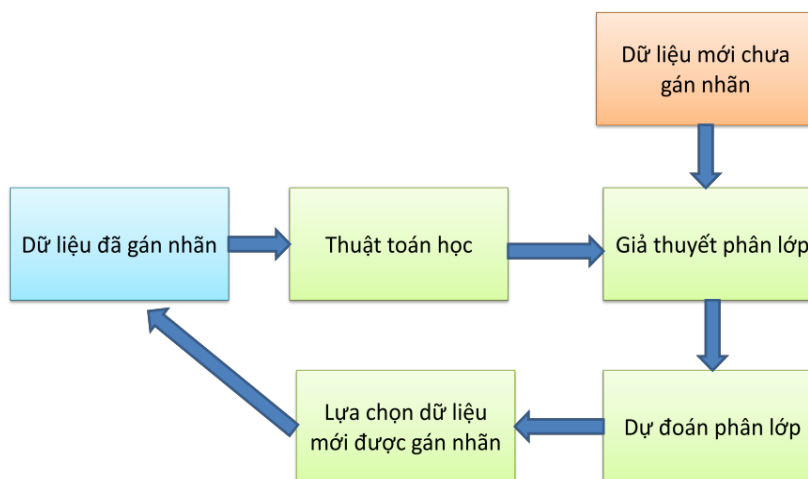 Dữ liệu mới chưa
gán nhãn
Dữ liệu đã gán nhãn
Thuật toán học
Giả thuyết phân lớp
Lựa chọn dữ liệu
mới được gán nhãn
Dự đoán phân lớp